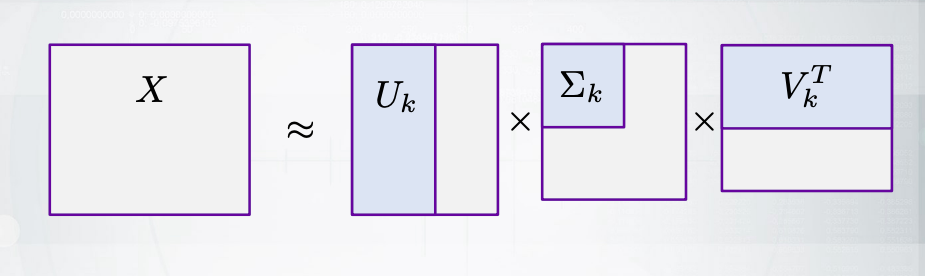 X ≈ U_k × Σ_k × V_k^T